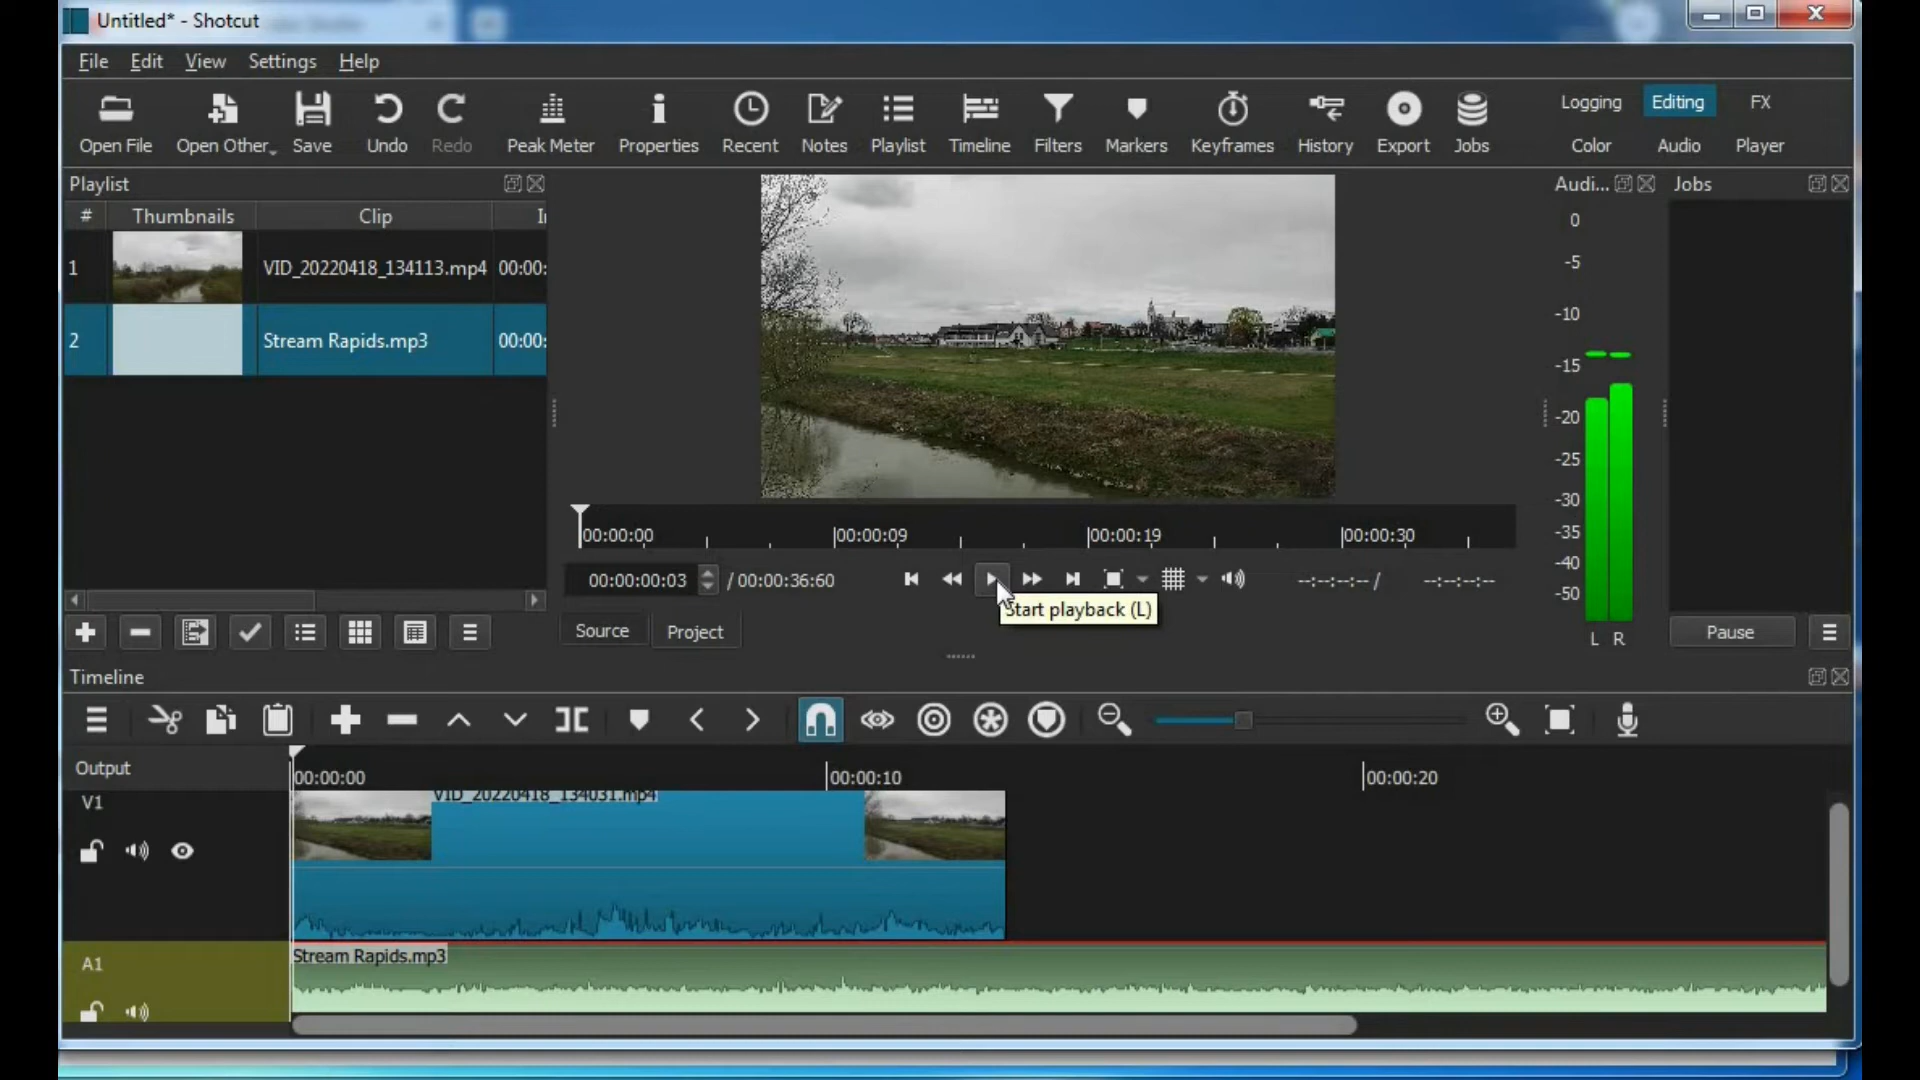 Untitled* - Shotcut
File Edit View Settings Help
Open File Open Other Save Undo Redo Peak Meter Properties Recent Notes Playlist Timeline Filters Markers Keyframes History Export Jobs
Logging Editing FX
Color Audio Player
Playlist
Audi...
Jobs
# Thumbnails Clip
1 VID_20220418_134113.mp4 00:00:
2 Stream Rapids.mp3 00:00:
0
-5
-10
-15
-20
-25
-30
-35
-40
-50
L R
00:00:00 00:00:09 00:00:19 00:00:30
00:00:00:03 / 00:00:36:60 --:--:--:-- / --:--:--:--
Start playback (L)
Source Project
Pause
Timeline
Output
00:00:00 00:00:10 00:00:20
V1
VID_20220418_134031.mp4
A1
Stream Rapids.mp3